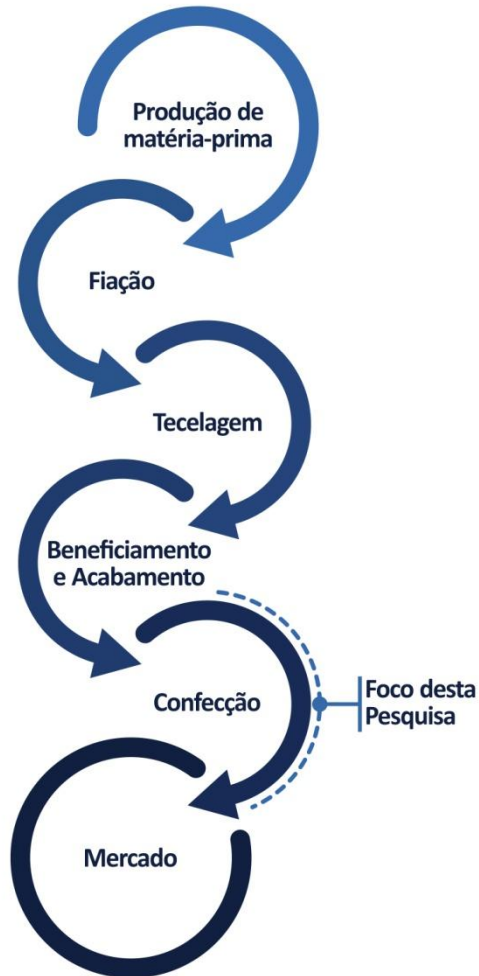 Produção de
matéria-prima
Fiação
Tecelagem
Beneficiamento
e Acabamento
Confecção
Foco desta
Pesquisa
Mercado